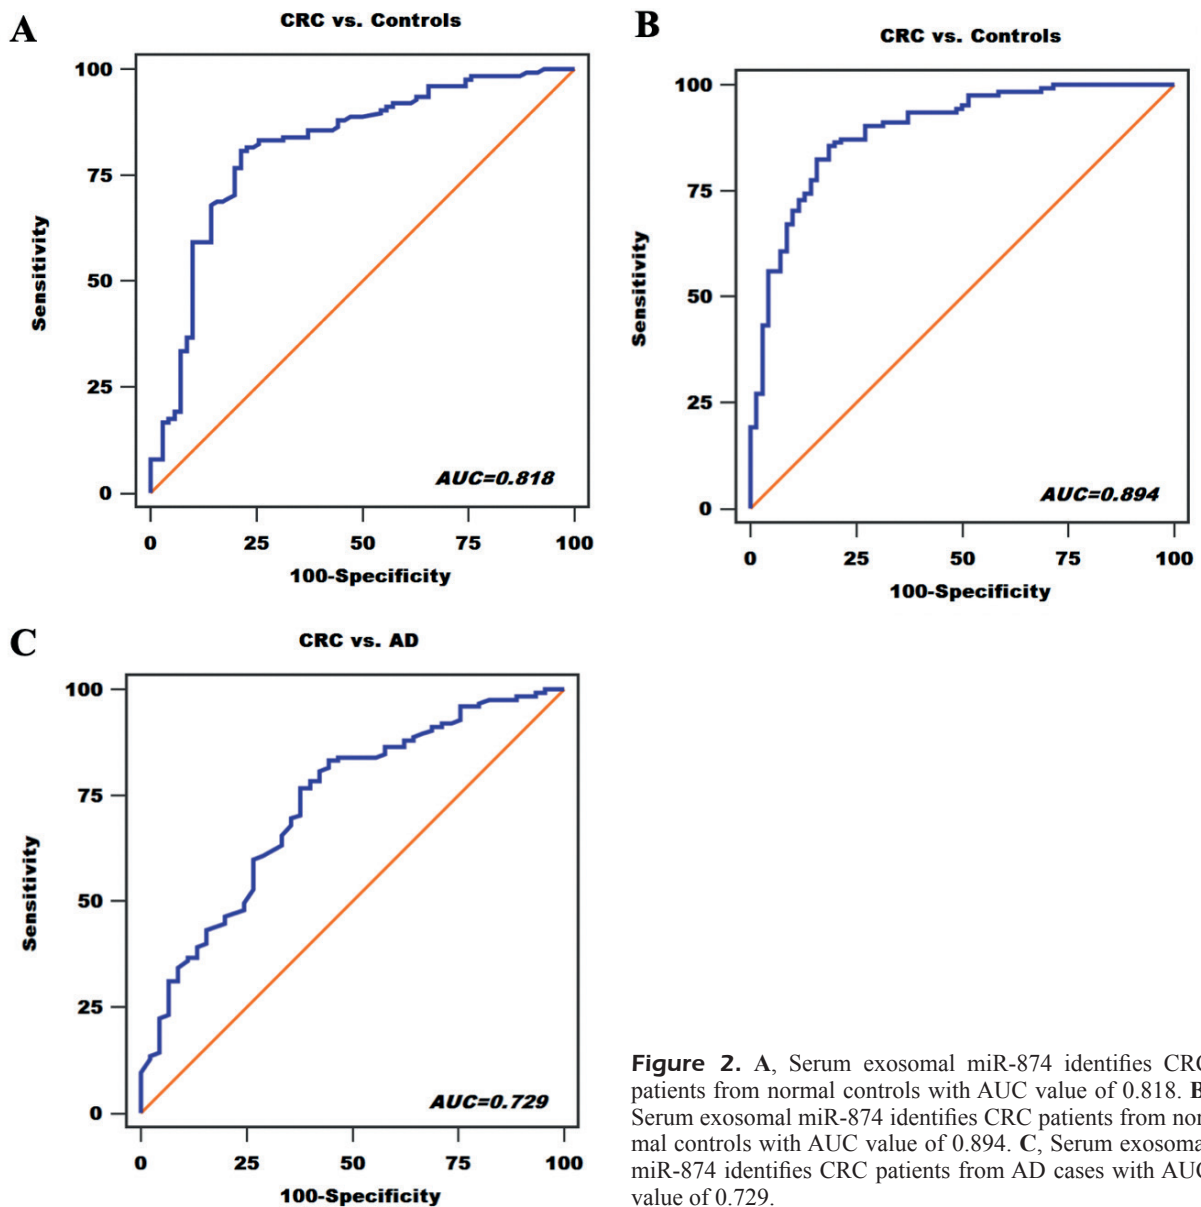 A
CRC vs. Controls
100
75
50
25
0
Sensitivity
AUC=0.818
0 25 50 75 100
100-Specificity
B
CRC vs. Controls
100
75
50
25
0
Sensitivity
AUC=0.894
0 25 50 75 100
100-Specificity
C
CRC vs. AD
100
75
50
25
0
Sensitivity
AUC=0.729
0 25 50 75 100
100-Specificity
Figure 2. A, Serum exosomal miR-874 identifies CRC
patients from normal controls with AUC value of 0.818. B
Serum exosomal miR-874 identifies CRC patients from nor
mal controls with AUC value of 0.894. C, Serum exosomal
miR-874 identifies CRC patients from AD cases with AUC
value of 0.729.